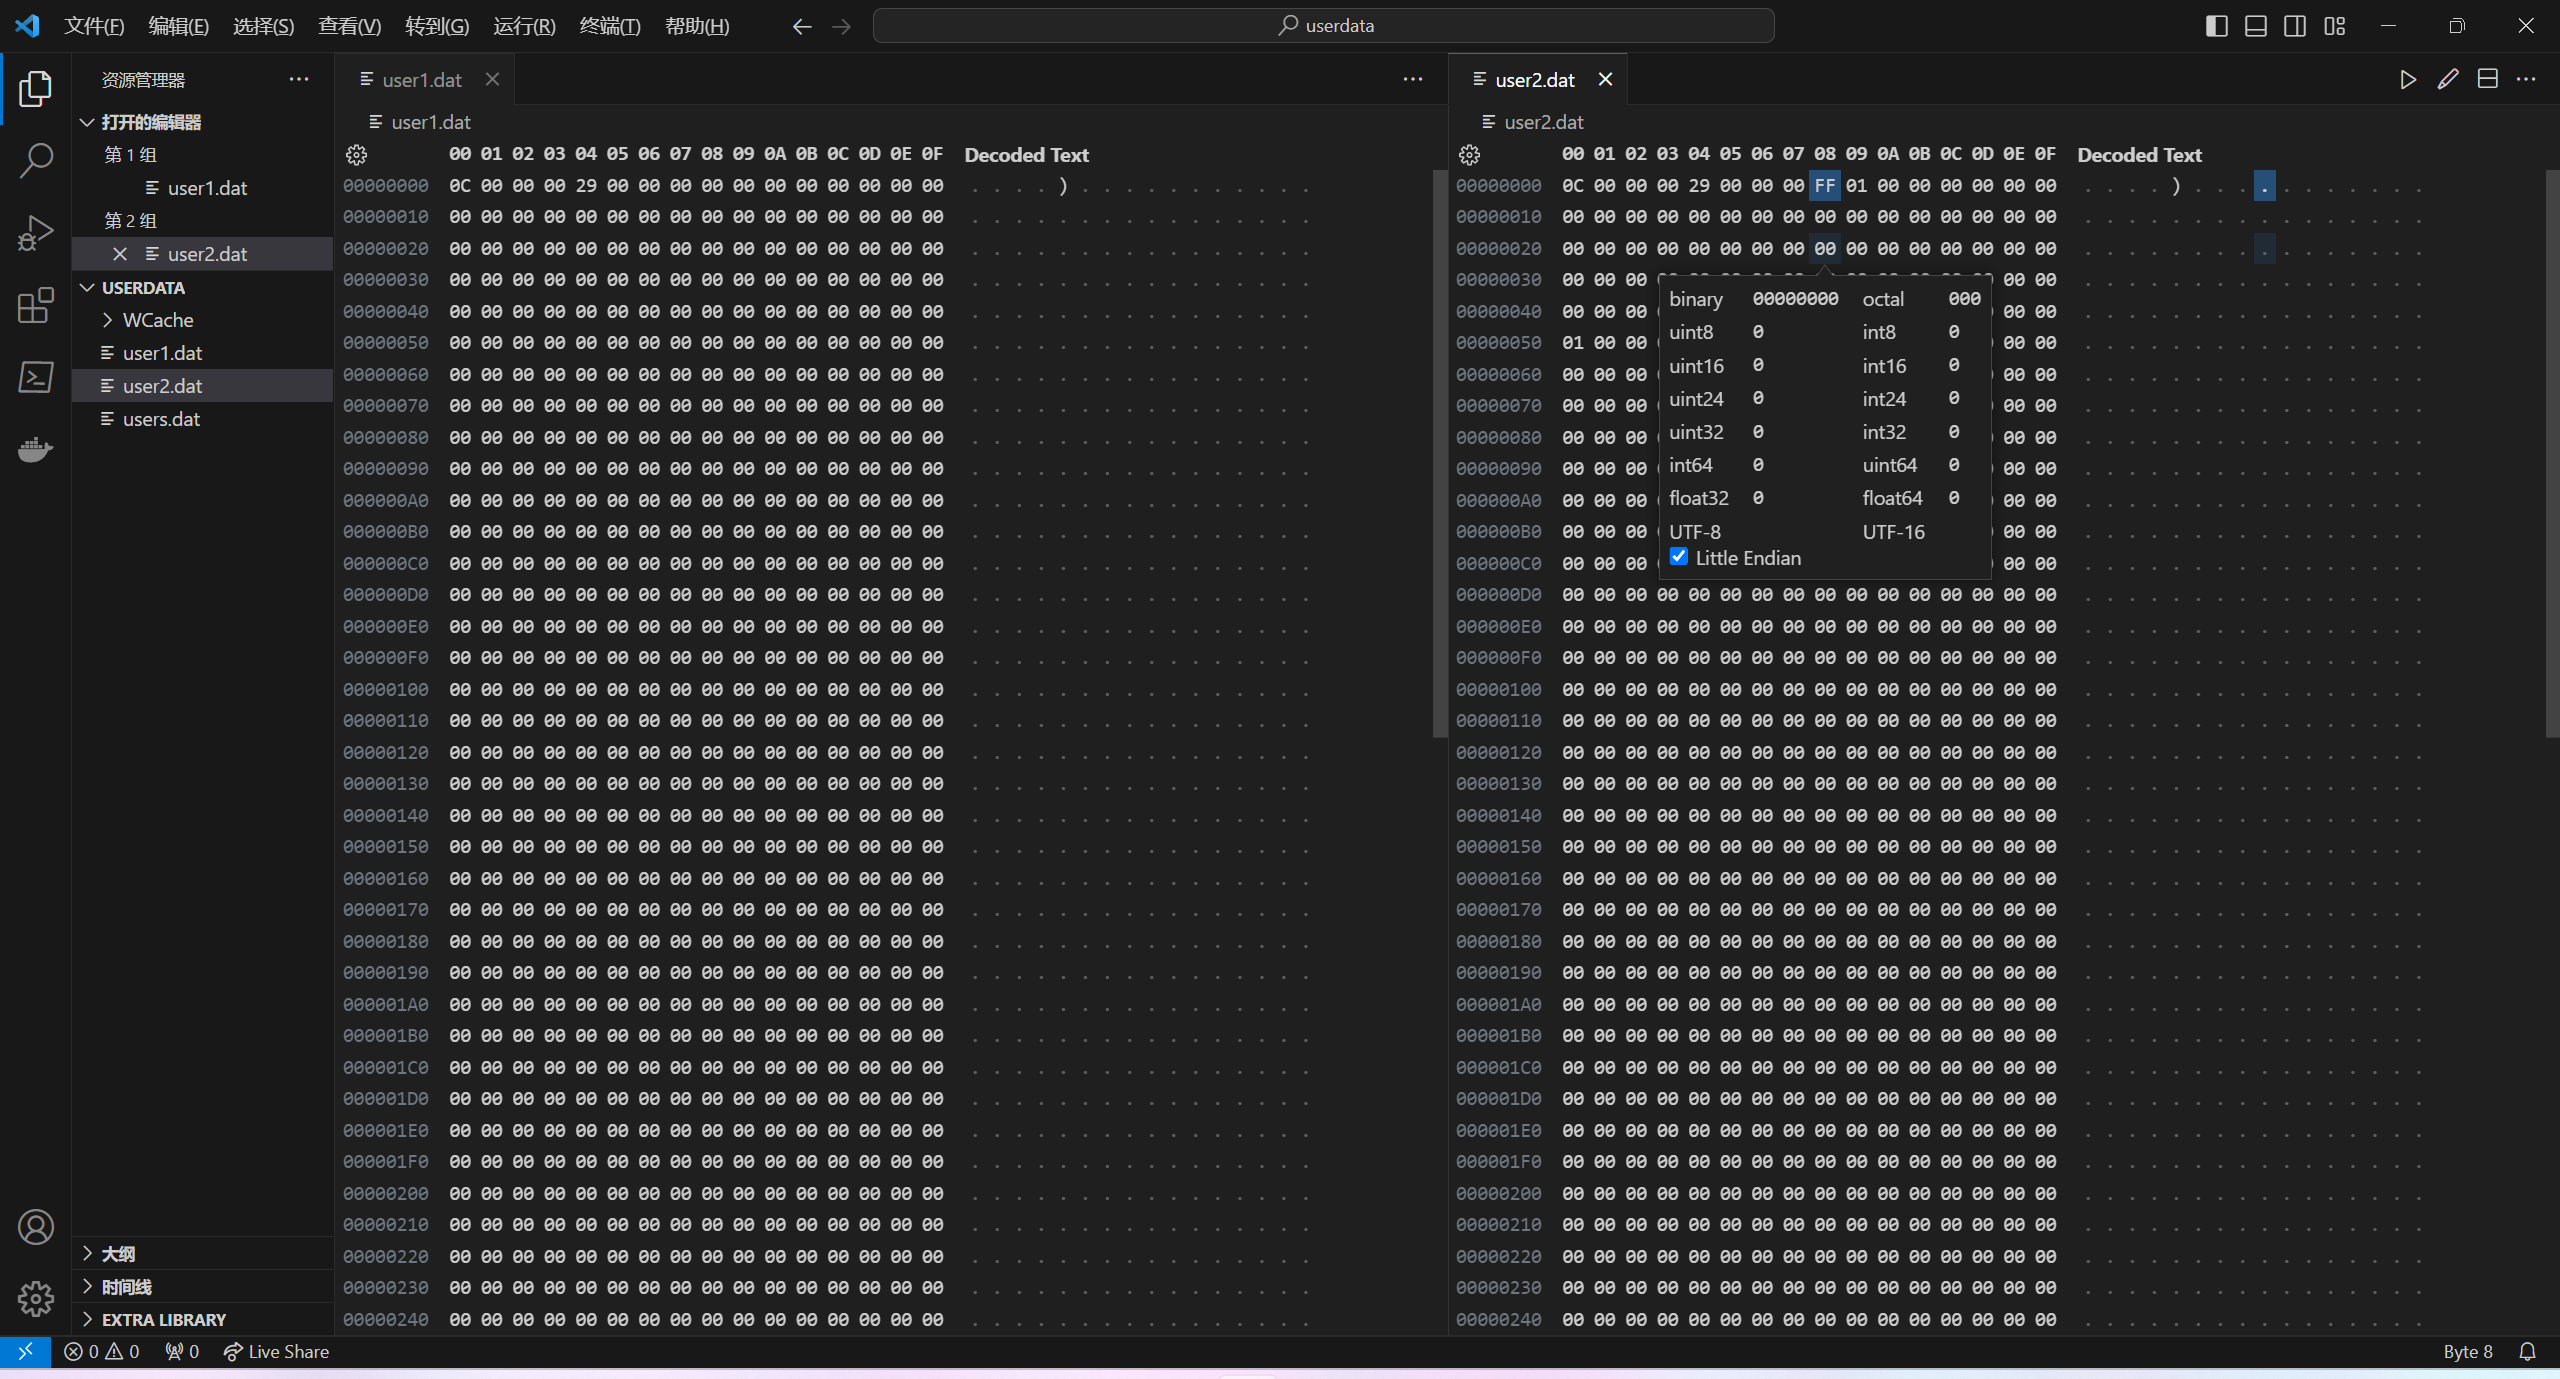 文件(F) 编辑(E) 选择(S) 查看(V) 转到(G) 运行(R) 终端(T) 帮助(H)
userdata
资源管理器
打开的编辑器
第 1 组
user1.dat
第 2 组
user2.dat
USERDATA
WCache
user1.dat
user2.dat
users.dat
大纲
时间线
EXTRA LIBRARY
user1.dat
user1.dat
00 01 02 03 04 05 06 07 08 09 0A 0B 0C 0D 0E 0F Decoded Text
00000000 0C 00 00 00 29 00 00 00 00 00 00 00 00 00 00 00 . . . . ) . . . . . . . . . . .
00000010 00 00 00 00 00 00 00 00 00 00 00 00 00 00 00 00
00000020 00 00 00 00 00 00 00 00 00 00 00 00 00 00 00 00
00000030 00 00 00 00 00 00 00 00 00 00 00 00 00 00 00 00
00000040 00 00 00 00 00 00 00 00 00 00 00 00 00 00 00 00
00000050 00 00 00 00 00 00 00 00 00 00 00 00 00 00 00 00
00000060 00 00 00 00 00 00 00 00 00 00 00 00 00 00 00 00
00000070 00 00 00 00 00 00 00 00 00 00 00 00 00 00 00 00
00000080 00 00 00 00 00 00 00 00 00 00 00 00 00 00 00 00
00000090 00 00 00 00 00 00 00 00 00 00 00 00 00 00 00 00
000000A0 00 00 00 00 00 00 00 00 00 00 00 00 00 00 00 00
000000B0 00 00 00 00 00 00 00 00 00 00 00 00 00 00 00 00
000000C0 00 00 00 00 00 00 00 00 00 00 00 00 00 00 00 00
000000D0 00 00 00 00 00 00 00 00 00 00 00 00 00 00 00 00
000000E0 00 00 00 00 00 00 00 00 00 00 00 00 00 00 00 00
000000F0 00 00 00 00 00 00 00 00 00 00 00 00 00 00 00 00
00000100 00 00 00 00 00 00 00 00 00 00 00 00 00 00 00 00
00000110 00 00 00 00 00 00 00 00 00 00 00 00 00 00 00 00
00000120 00 00 00 00 00 00 00 00 00 00 00 00 00 00 00 00
00000130 00 00 00 00 00 00 00 00 00 00 00 00 00 00 00 00
00000140 00 00 00 00 00 00 00 00 00 00 00 00 00 00 00 00
00000150 00 00 00 00 00 00 00 00 00 00 00 00 00 00 00 00
00000160 00 00 00 00 00 00 00 00 00 00 00 00 00 00 00 00
00000170 00 00 00 00 00 00 00 00 00 00 00 00 00 00 00 00
00000180 00 00 00 00 00 00 00 00 00 00 00 00 00 00 00 00
00000190 00 00 00 00 00 00 00 00 00 00 00 00 00 00 00 00
000001A0 00 00 00 00 00 00 00 00 00 00 00 00 00 00 00 00
000001B0 00 00 00 00 00 00 00 00 00 00 00 00 00 00 00 00
000001C0 00 00 00 00 00 00 00 00 00 00 00 00 00 00 00 00
000001D0 00 00 00 00 00 00 00 00 00 00 00 00 00 00 00 00
000001E0 00 00 00 00 00 00 00 00 00 00 00 00 00 00 00 00
000001F0 00 00 00 00 00 00 00 00 00 00 00 00 00 00 00 00
00000200 00 00 00 00 00 00 00 00 00 00 00 00 00 00 00 00
00000210 00 00 00 00 00 00 00 00 00 00 00 00 00 00 00 00
00000220 00 00 00 00 00 00 00 00 00 00 00 00 00 00 00 00
00000230 00 00 00 00 00 00 00 00 00 00 00 00 00 00 00 00
00000240 00 00 00 00 00 00 00 00 00 00 00 00 00 00 00 00
user2.dat
user2.dat
00 01 02 03 04 05 06 07 08 09 0A 0B 0C 0D 0E 0F Decoded Text
00000000 0C 00 00 00 29 00 00 00 FF 01 00 00 00 00 00 00 . . . . ) . . . . . . . . . . .
00000010 00 00 00 00 00 00 00 00 00 00 00 00 00 00 00 00
00000020 00 00 00 00 00 00 00 00 00 00 00 00 00 00 00 00
00000030 00 00 00 00 00
00000040 00 00 00 00 00
00000050 01 00 00 00 00
00000060 00 00 00 00 00
00000070 00 00 00 00 00
00000080 00 00 00 00 00
00000090 00 00 00 00 00
000000A0 00 00 00 00 00
000000B0 00 00 00 00 00
000000C0 00 00 00 00 00
binary 00000000 octal 000
uint8 0 int8 0
uint16 0 int16 0
uint24 0 int24 0
uint32 0 int32 0
int64 0 uint64 0
float32 0 float64 0
UTF-8 UTF-16
Little Endian
000000D0 00 00 00 00 00 00 00 00 00 00 00 00 00 00 00 00
000000E0 00 00 00 00 00 00 00 00 00 00 00 00 00 00 00 00
000000F0 00 00 00 00 00 00 00 00 00 00 00 00 00 00 00 00
00000100 00 00 00 00 00 00 00 00 00 00 00 00 00 00 00 00
00000110 00 00 00 00 00 00 00 00 00 00 00 00 00 00 00 00
00000120 00 00 00 00 00 00 00 00 00 00 00 00 00 00 00 00
00000130 00 00 00 00 00 00 00 00 00 00 00 00 00 00 00 00
00000140 00 00 00 00 00 00 00 00 00 00 00 00 00 00 00 00
00000150 00 00 00 00 00 00 00 00 00 00 00 00 00 00 00 00
00000160 00 00 00 00 00 00 00 00 00 00 00 00 00 00 00 00
00000170 00 00 00 00 00 00 00 00 00 00 00 00 00 00 00 00
00000180 00 00 00 00 00 00 00 00 00 00 00 00 00 00 00 00
00000190 00 00 00 00 00 00 00 00 00 00 00 00 00 00 00 00
000001A0 00 00 00 00 00 00 00 00 00 00 00 00 00 00 00 00
000001B0 00 00 00 00 00 00 00 00 00 00 00 00 00 00 00 00
000001C0 00 00 00 00 00 00 00 00 00 00 00 00 00 00 00 00
000001D0 00 00 00 00 00 00 00 00 00 00 00 00 00 00 00 00
000001E0 00 00 00 00 00 00 00 00 00 00 00 00 00 00 00 00
000001F0 00 00 00 00 00 00 00 00 00 00 00 00 00 00 00 00
00000200 00 00 00 00 00 00 00 00 00 00 00 00 00 00 00 00
00000210 00 00 00 00 00 00 00 00 00 00 00 00 00 00 00 00
00000220 00 00 00 00 00 00 00 00 00 00 00 00 00 00 00 00
00000230 00 00 00 00 00 00 00 00 00 00 00 00 00 00 00 00
00000240 00 00 00 00 00 00 00 00 00 00 00 00 00 00 00 00
0 0 0 Live Share
Byte 8